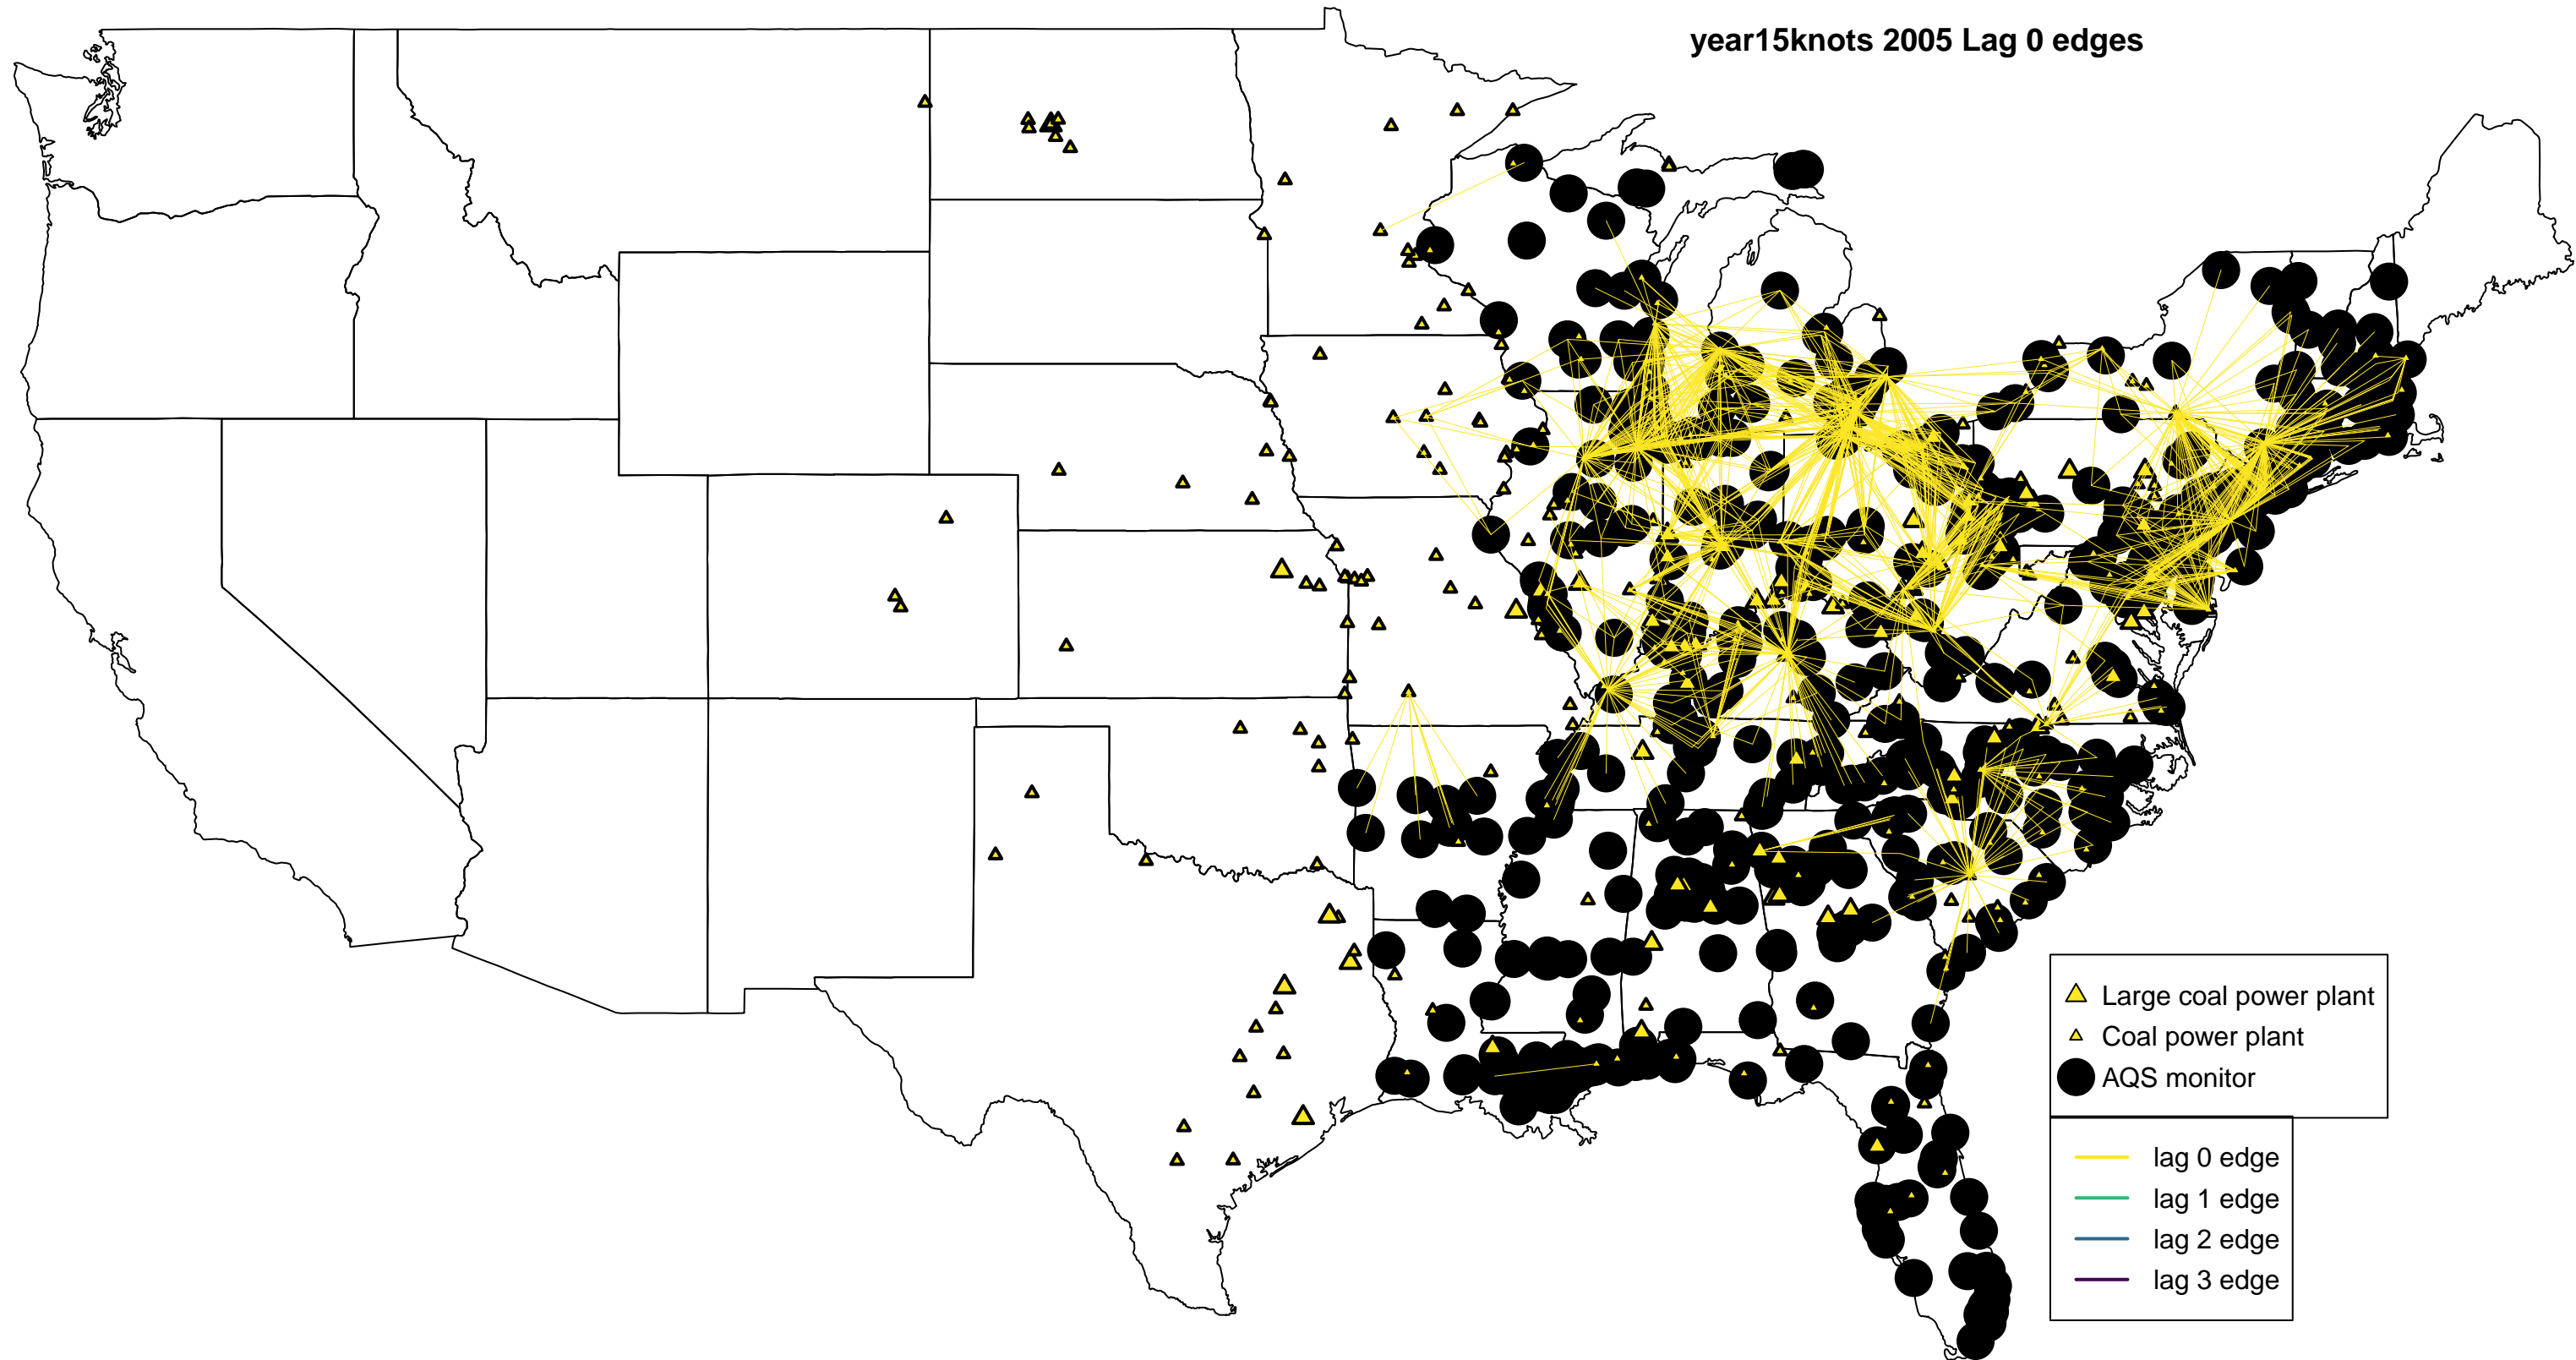 year15knots 2005 Lag 0 edges
Large coal power plant
Coal power plant
AQS monitor
lag 0 edge
lag 1 edge
lag 2 edge
lag 3 edge